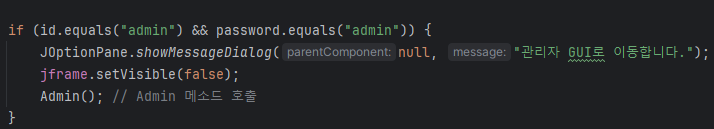 if (id.equals("admin") && password.equals("admin")) {
JOptionPane.showMessageDialog( parentComponent: null, message: "관리자 GUI로 이동합니다.");
jframe.setVisible(false);
Admin(); // Admin 메소드 호출
}